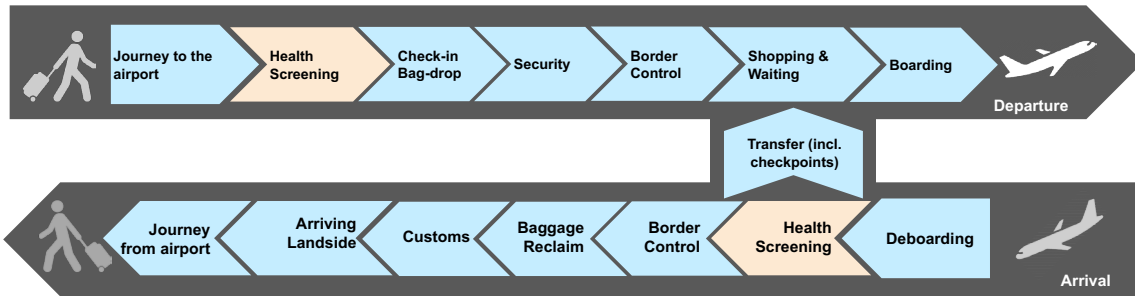 Journey to the
airport
Health
Screening
Check-in
Bag-drop
Security
Border
Control
Shopping &
Waiting
Boarding
Departure
Transfer (incl.
checkpoints)
Journey
from airport
Arriving
Landside
Customs
Baggage
Reclaim
Border
Control
Health
Screening
Deboarding
Arrival